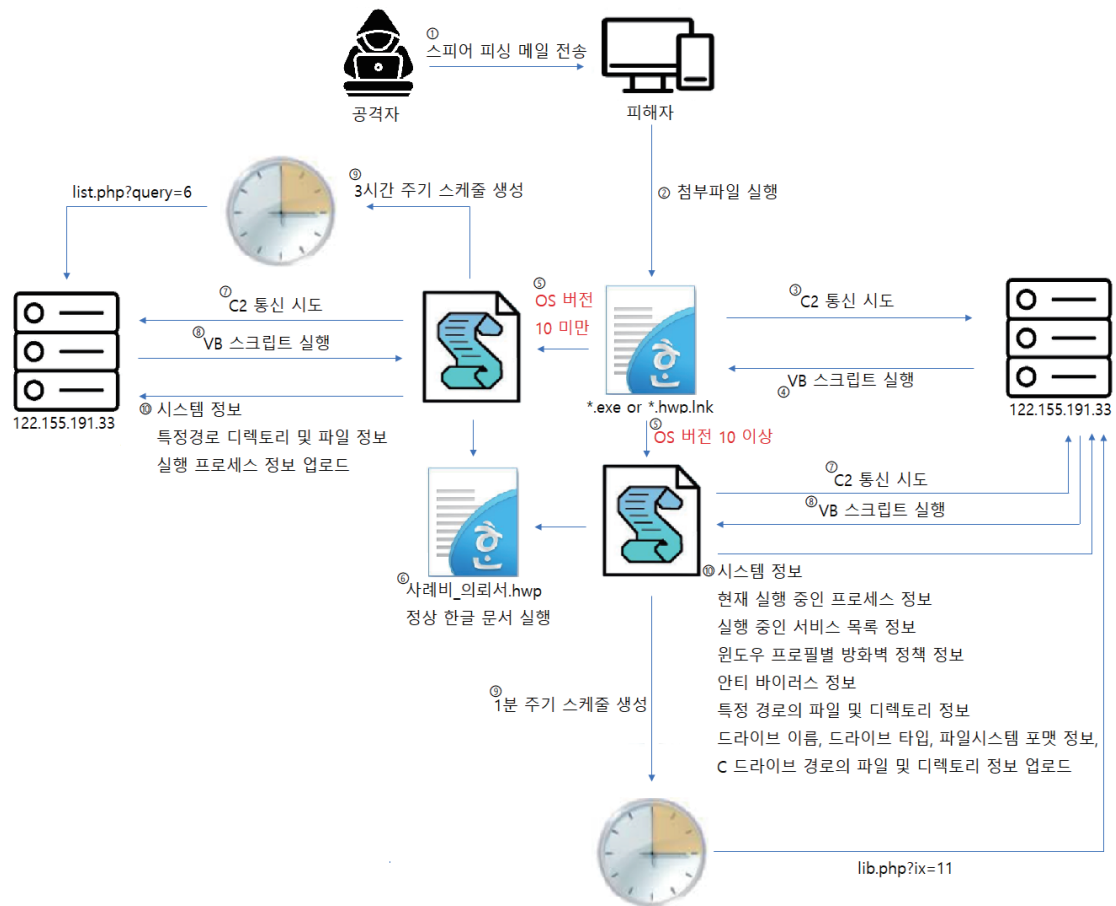 ①
스피어 피싱 메일 전송
공격자
피해자
② 첨부파일 실행
⑨
3시간 주기 스케줄 생성
list.php?query=6
⑦
C2 통신 시도
⑧
VB 스크립트 실행
⑩ 시스템 정보
특정경로 디렉토리 및 파일 정보
실행 프로세스 정보 업로드
122.155.191.33
⑤
OS 버전
10 미만
한
*.exe or *.hwp.lnk
③
C2 통신 시도
VB 스크립트 실행
④
122.155.191.33
⑤
OS 버전 10 이상
한
⑥
사례비_의뢰서.hwp
정상 한글 문서 실행
⑦
C2 통신 시도
⑧
VB 스크립트 실행
⑩ 시스템 정보
현재 실행 중인 프로세스 정보
실행 중인 서비스 목록 정보
윈도우 프로필별 방화벽 정책 정보
안티 바이러스 정보
특정 경로의 파일 및 디렉토리 정보
드라이브 이름, 드라이브 타입, 파일시스템 포맷 정보,
C 드라이브 경로의 파일 및 디렉토리 정보 업로드
⑨
1분 주기 스케줄 생성
lib.php?ix=11